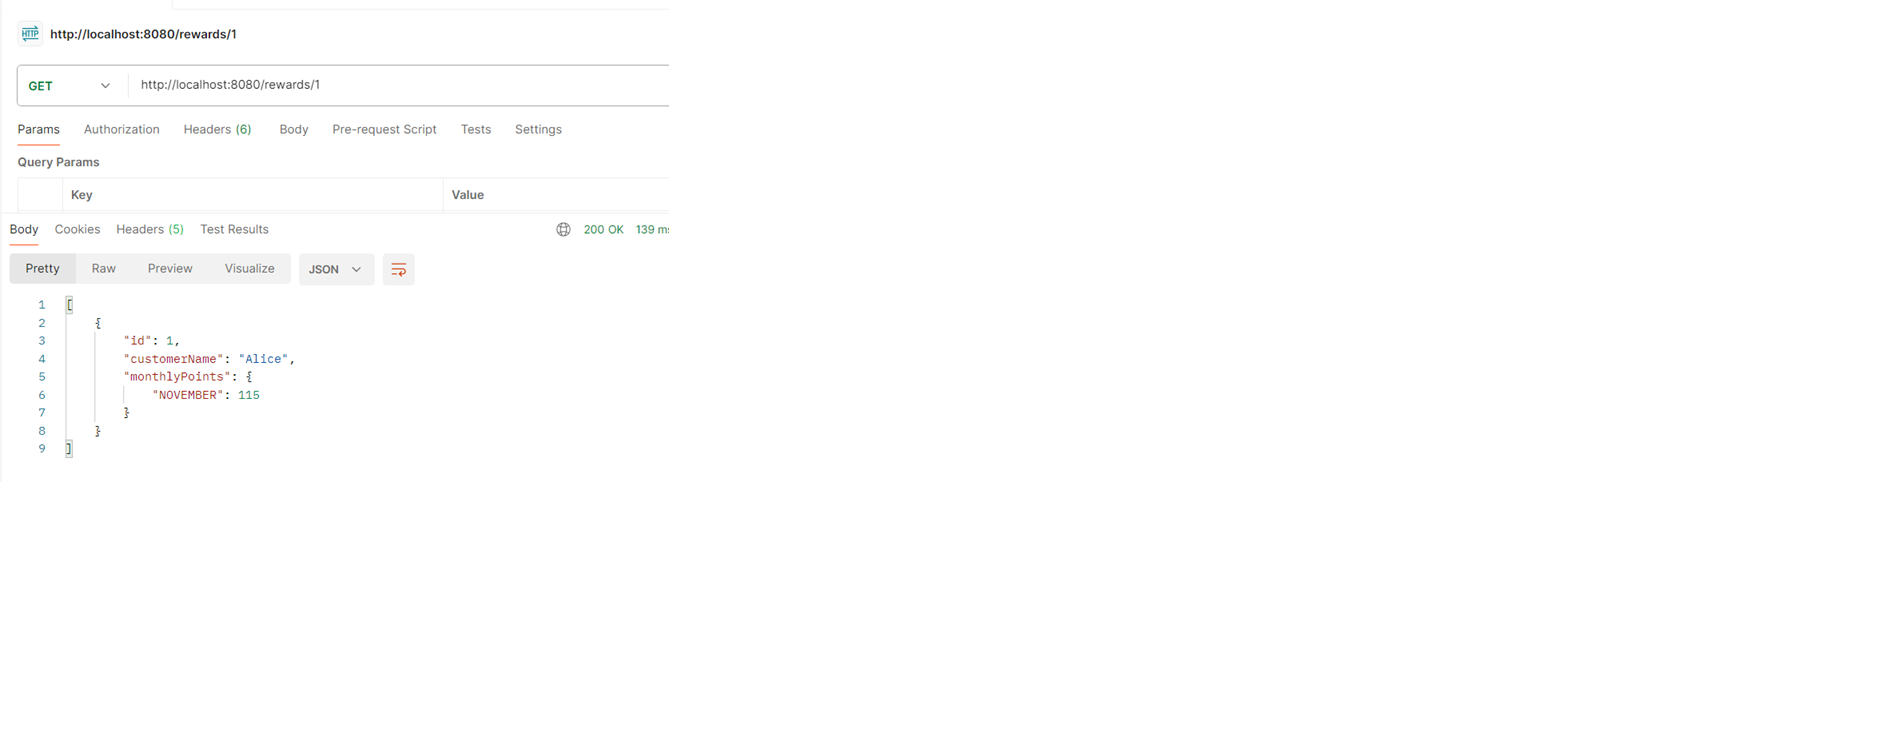 HTTP http://localhost:8080/rewards/1
GET http://localhost:8080/rewards/1
Params Authorization Headers (6) Body Pre-request Script Tests Settings
Query Params
Key Value
Body Cookies Headers (5) Test Results 200 OK 139 ms
Pretty Raw Preview Visualize JSON
1 [
2 {
3 "id": 1,
4 "customerName": "Alice",
5 "monthlyPoints": {
6 "NOVEMBER": 115
7 }
8 }
9 ]